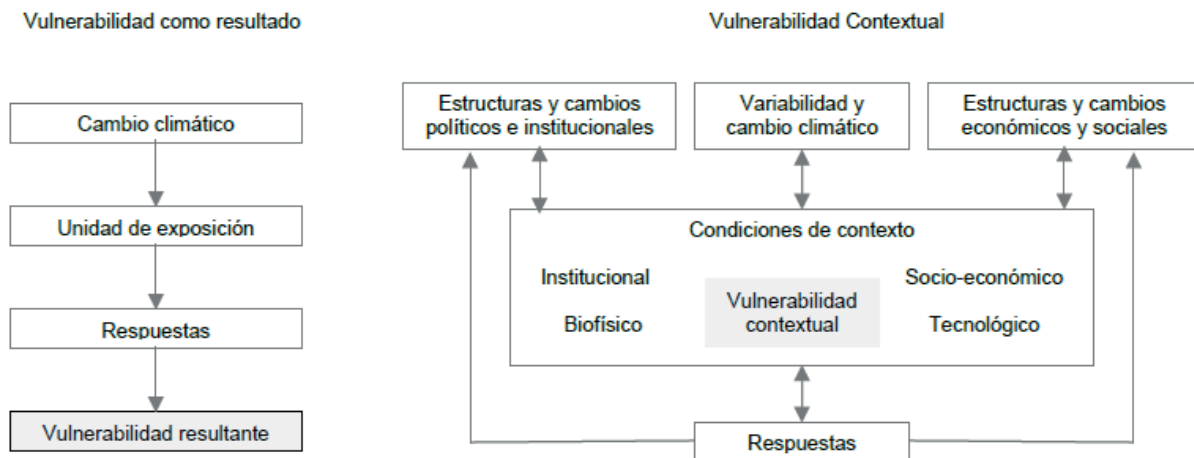 Vulnerabilidad como resultado
Cambio climático
Unidad de exposición
Respuestas
Vulnerabilidad resultante
Vulnerabilidad Contextual
Estructuras y cambios
políticos e institucionales
Variabilidad y
cambio climático
Estructuras y cambios
económicos y sociales
Condiciones de contexto
Institucional
Biofísico
Vulnerabilidad
contextual
Socio-económico
Tecnológico
Respuestas